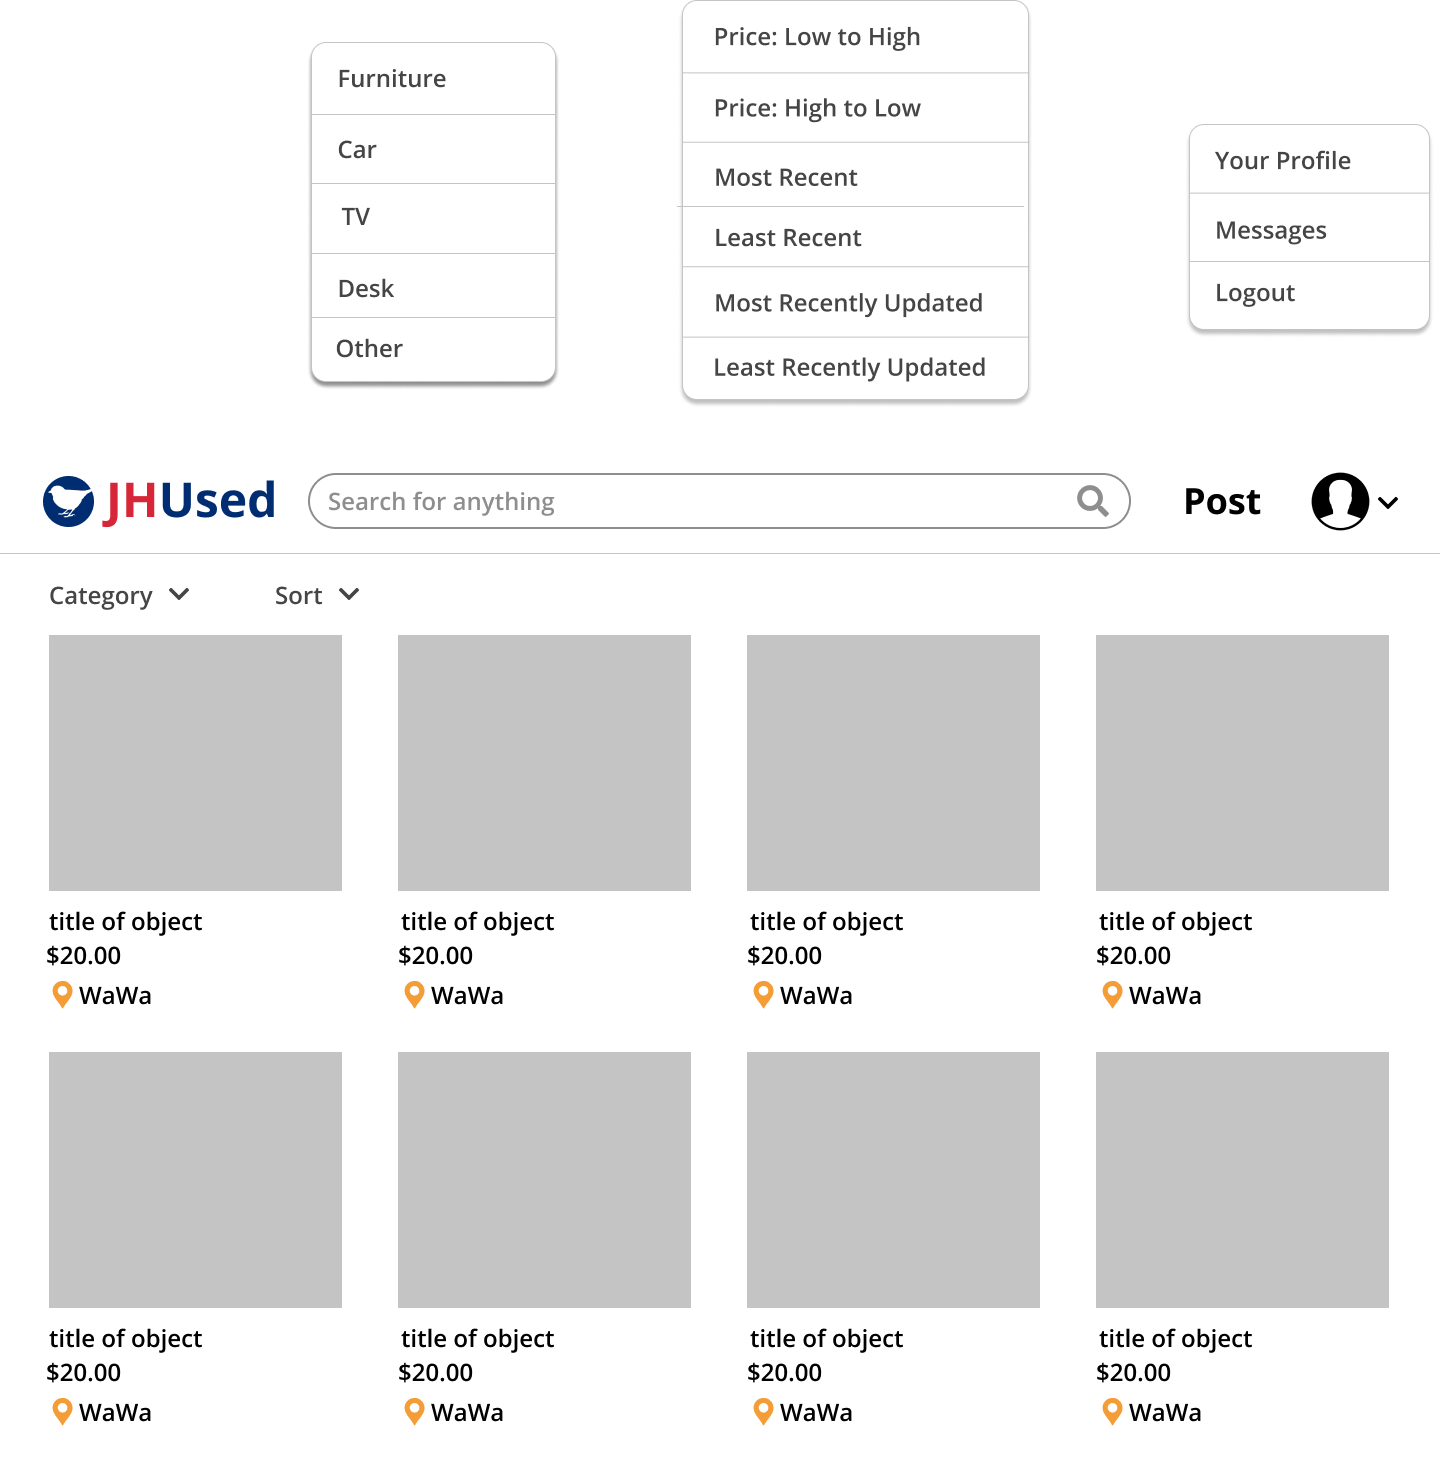 Furniture
Car
TV
Desk
Other
Price: Low to High
Price: High to Low
Most Recent
Least Recent
Most Recently Updated
Least Recently Updated
Your Profile
Messages
Logout
JHUsed
Search for anything
Post
Category
Sort
title of object
$20.00
WaWa
title of object
$20.00
WaWa
title of object
$20.00
WaWa
title of object
$20.00
WaWa
title of object
$20.00
WaWa
title of object
$20.00
WaWa
title of object
$20.00
WaWa
title of object
$20.00
WaWa